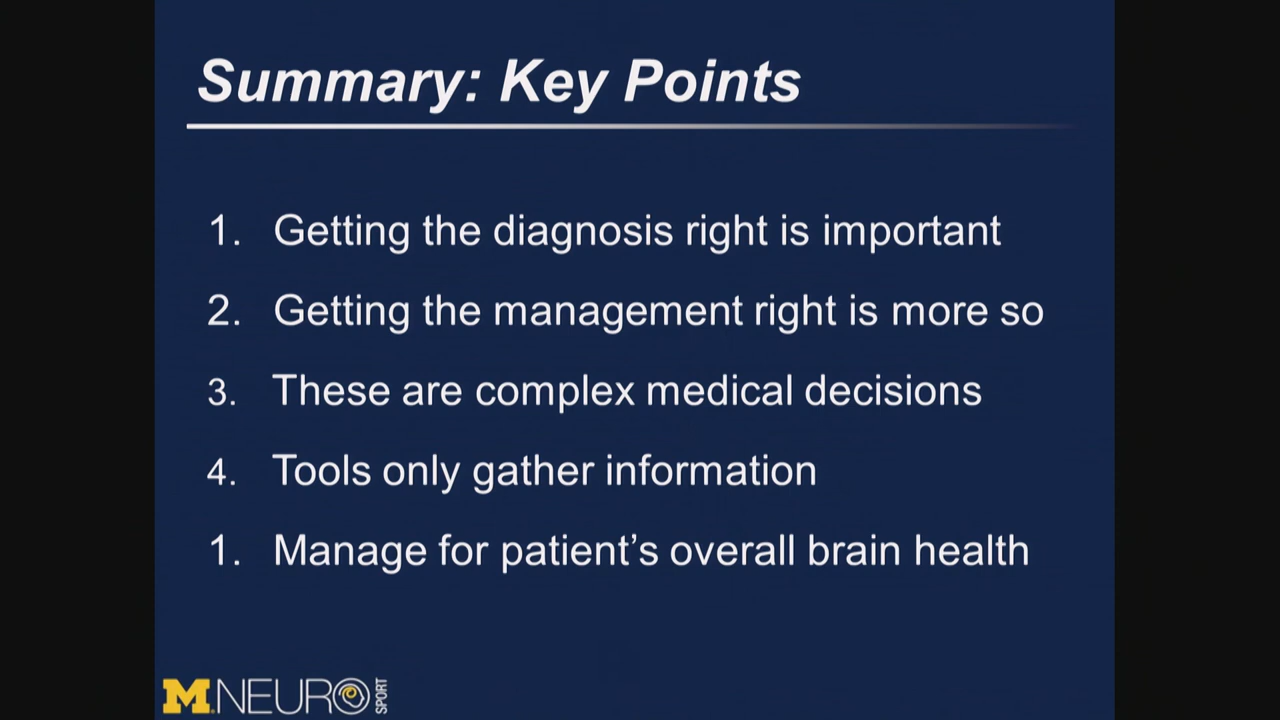 Summary: Key Points
1. Getting the diagnosis right is important
2. Getting the management right is more so
3. These are complex medical decisions
4. Tools only gather information
1. Manage for patient’s overall brain health
M NEURO SPORT